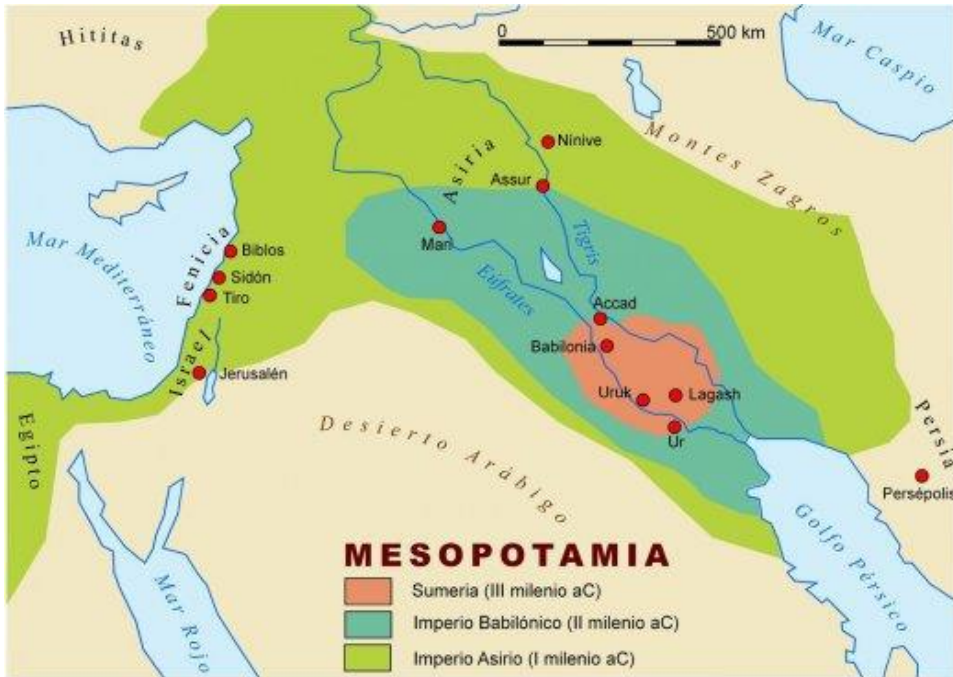 Hititas
0 500 km
Mar Caspio
Nínive
Montes Zagros
Asiria
Assur
Mari
Tigris
Eúfrates
Mar Mediterráneo
Fenicia
Biblos
Sidón
Tiro
Accad
Babilonia
Israel
Jerusalén
Uruk
Lagash
Ur
Egipto
Desierto Arábigo
Persia
Persépolis
Golfo Pérsico
Mar Rojo
MESOPOTAMIA
Sumeria (III milenio aC)
Imperio Babilónico (II milenio aC)
Imperio Asirio (I milenio aC)